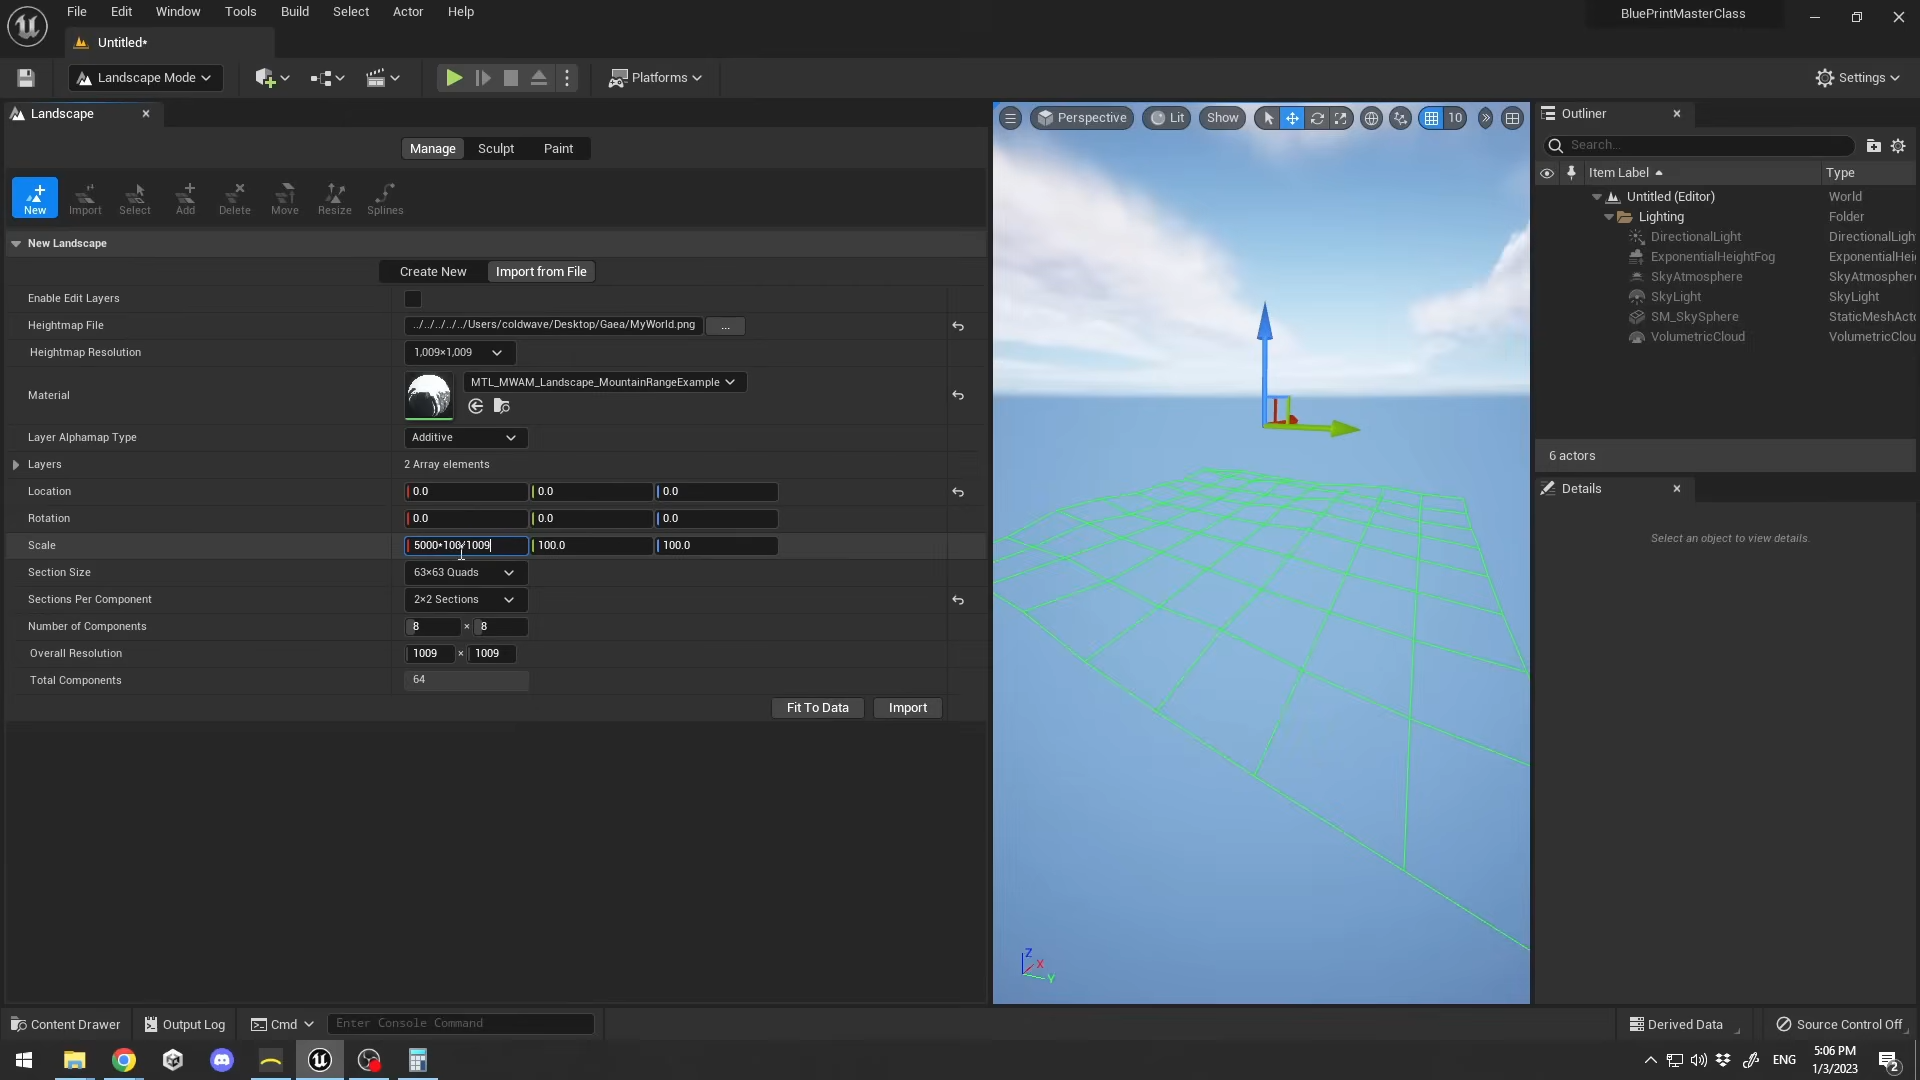 File Edit Window Tools Build Select Actor Help
BluePrintMasterClass
Untitled*
Landscape Mode
Platforms
Settings
Landscape
Manage Sculpt Paint
New Import Select Add Delete Move Resize Splines
New Landscape
Create New Import from File
Enable Edit Layers
Heightmap File ../../../../../Users/coldwave/Desktop/Gaea/MyWorld.png ...
Heightmap Resolution 1,009×1,009
Material MTL_MWAM_Landscape_MountainRangeExample
Layer Alphamap Type Additive
Layers 2 Array elements
Location 0.0 0.0 0.0
Rotation 0.0 0.0 0.0
Scale 5000*100/1009 100.0 100.0
Section Size 63×63 Quads
Sections Per Component 2×2 Sections
Number of Components 8 × 8
Overall Resolution 1009 × 1009
Total Components 64
Fit To Data Import
Perspective Lit Show 10
Z
X
Y
Outliner
Search...
Item Label Type
Untitled (Editor) World
Lighting Folder
DirectionalLight DirectionalLigh
ExponentialHeightFog ExponentialHei
SkyAtmosphere SkyAtmospher
SkyLight SkyLight
SM_SkySphere StaticMeshAct
VolumetricCloud VolumetricClou
6 actors
Details
Select an object to view details.
Content Drawer Output Log Cmd Enter Console Command
Derived Data Source Control Off
ENG
5:06 PM
1/3/2023
2